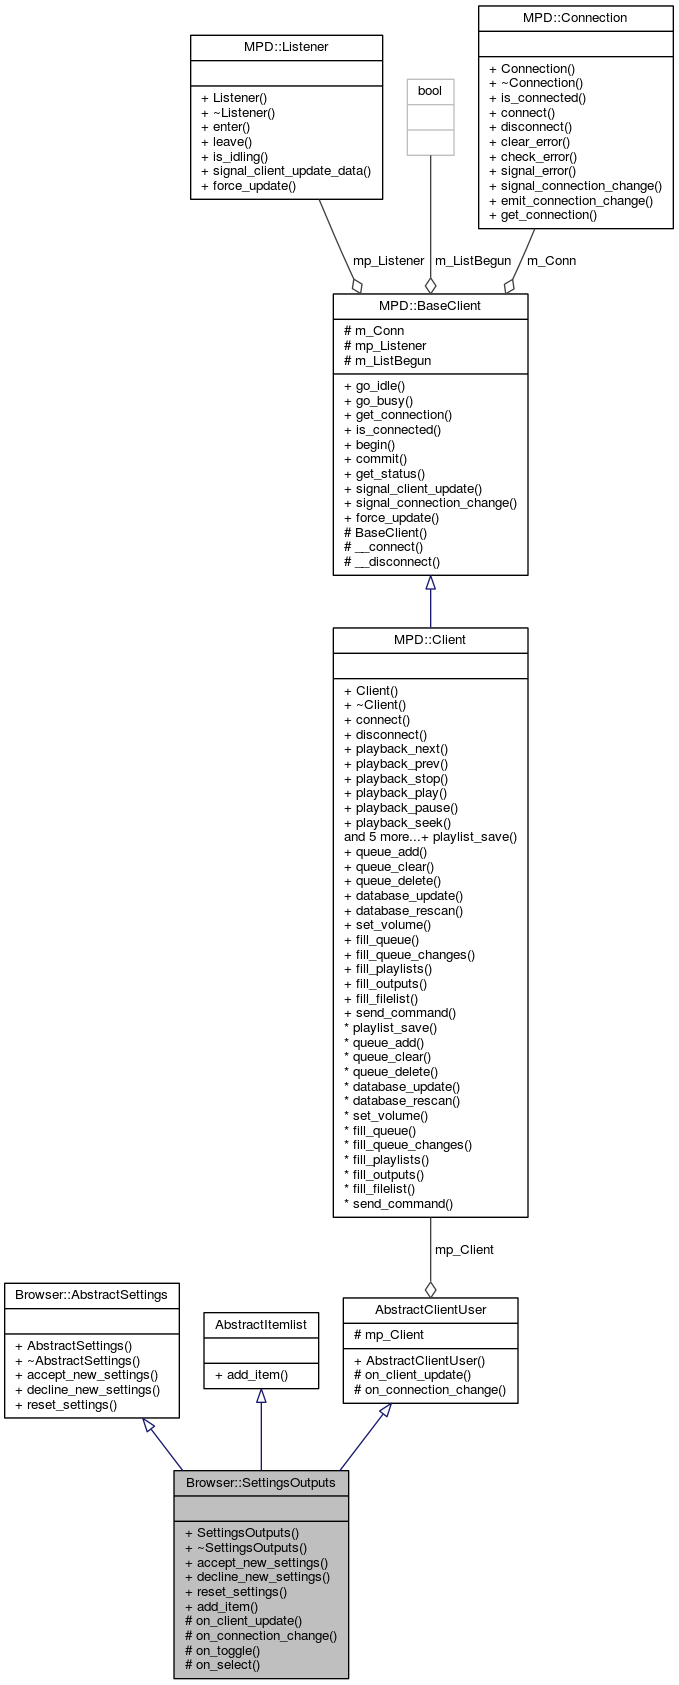 MPD::Connection
+ Connection()
+ ~Connection()
+ is_connected()
+ connect()
+ disconnect()
+ clear_error()
+ check_error()
+ signal_error()
+ signal_connection_change()
+ emit_connection_change()
+ get_connection()
MPD::Listener
+ Listener()
+ ~Listener()
+ enter()
+ leave()
+ is_idling()
+ signal_client_update_data()
+ force_update()
bool
mp_Listener
m_ListBegun
m_Conn
MPD::BaseClient
# m_Conn
# mp_Listener
# m_ListBegun
+ go_idle()
+ go_busy()
+ get_connection()
+ is_connected()
+ begin()
+ commit()
+ get_status()
+ signal_client_update()
+ signal_connection_change()
+ force_update()
# BaseClient()
# __connect()
# __disconnect()
MPD::Client
+ Client()
+ ~Client()
+ connect()
+ disconnect()
+ playback_next()
+ playback_prev()
+ playback_stop()
+ playback_play()
+ playback_pause()
+ playback_seek()
and 5 more...+ playlist_save()
+ queue_add()
+ queue_clear()
+ queue_delete()
+ database_update()
+ database_rescan()
+ set_volume()
+ fill_queue()
+ fill_queue_changes()
+ fill_playlists()
+ fill_outputs()
+ fill_filelist()
+ send_command()
* playlist_save()
* queue_add()
* queue_clear()
* queue_delete()
* database_update()
* database_rescan()
* set_volume()
* fill_queue()
* fill_queue_changes()
* fill_playlists()
* fill_outputs()
* fill_filelist()
* send_command()
mp_Client
Browser::AbstractSettings
+ AbstractSettings()
+ ~AbstractSettings()
+ accept_new_settings()
+ decline_new_settings()
+ reset_settings()
AbstractItemlist
+ add_item()
AbstractClientUser
# mp_Client
+ AbstractClientUser()
# on_client_update()
# on_connection_change()
Browser::SettingsOutputs
+ SettingsOutputs()
+ ~SettingsOutputs()
+ accept_new_settings()
+ decline_new_settings()
+ reset_settings()
+ add_item()
# on_client_update()
# on_connection_change()
# on_toggle()
# on_select()